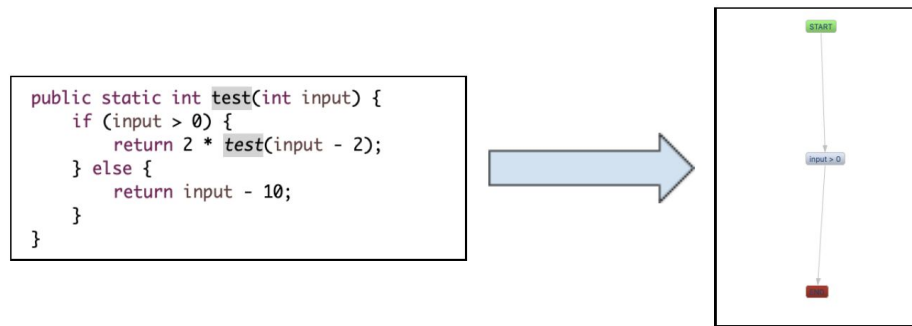 public static int test(int input) {
if (input > 0) {
return 2 * test(input - 2);
} else {
return input - 10;
}
}
START
input > 0
END